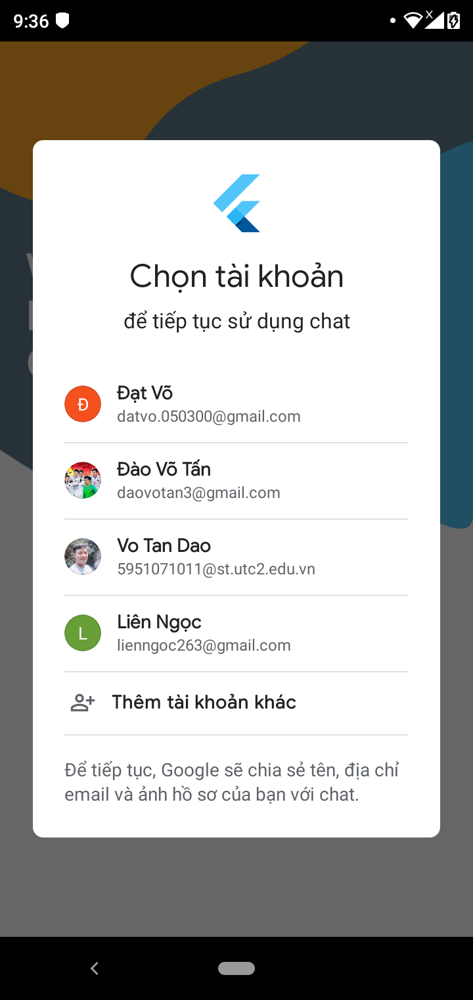 9:36
Chọn tài khoản
để tiếp tục sử dụng chat
Đ
Đạt Võ
datvo.050300@gmail.com
Đào Võ Tấn
daovotan3@gmail.com
Vo Tan Dao
5951071011@st.utc2.edu.vn
L
Liên Ngọc
lienngoc263@gmail.com
Thêm tài khoản khác
Để tiếp tục, Google sẽ chia sẻ tên, địa chỉ
email và ảnh hồ sơ của bạn với chat.